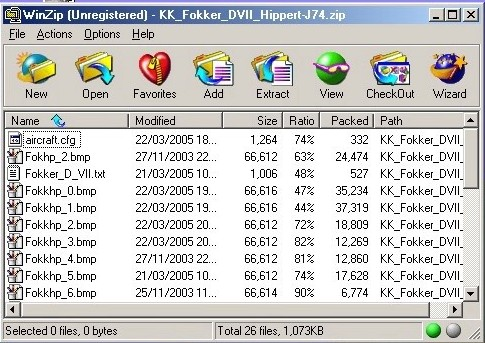 WinZip (Unregistered) - KK_Fokker_DVII_Hippert-J74.zip
File Actions Options Help
New Open Favorites Add Extract View CheckOut Wizard
Name Modified Size Ratio Packed Path
aircraft.cfg 22/03/2005 18... 1,264 74% 332 KK_Fokker_DVII_
Fokhp_2.bmp 27/11/2003 22... 66,612 63% 24,474 KK_Fokker_DVII_
Fokker_D_VII.txt 21/03/2005 10... 1,006 48% 527 KK_Fokker_DVII_
Fokkhp_0.bmp 22/03/2005 16... 66,616 47% 35,234 KK_Fokker_DVII_
Fokkhp_1.bmp 22/03/2005 19... 66,616 44% 37,319 KK_Fokker_DVII_
Fokkhp_2.bmp 22/03/2005 20... 66,612 72% 18,809 KK_Fokker_DVII_
Fokkhp_3.bmp 22/03/2005 20... 66,612 82% 12,269 KK_Fokker_DVII_
Fokkhp_4.bmp 27/11/2003 22... 66,612 81% 12,860 KK_Fokker_DVII_
Fokkhp_5.bmp 22/03/2005 10... 66,612 74% 17,628 KK_Fokker_DVII_
Fokkhp_6.bmp 25/11/2003 11... 66,614 90% 6,774 KK_Fokker_DVII_
Selected 0 files, 0 bytes Total 26 files, 1,073KB